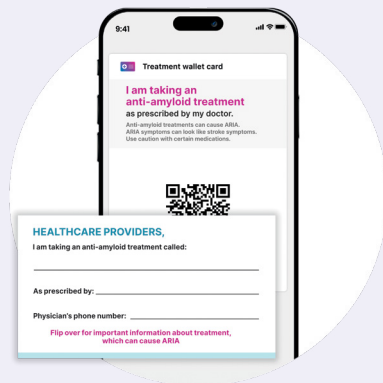 9:41
Treatment wallet card
I am taking an
anti-amyloid treatment
as prescribed by my doctor.
Anti-amyloid treatments can cause ARIA.
ARIA symptoms can look like stroke symptoms.
Use caution with certain medications.
HEALTHCARE PROVIDERS,
I am taking an anti-amyloid treatment called:
As prescribed by:
Physician's phone number:
Flip over for important information about treatment,
which can cause ARIA